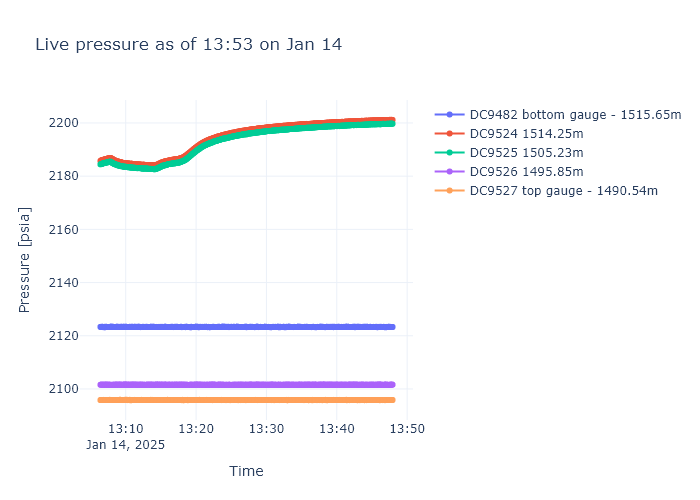 Live pressure as of 13:53 on Jan 14
DC9482 bottom gauge - 1515.65m
DC9524 1514.25m
DC9525 1505.23m
DC9526 1495.85m
DC9527 top gauge - 1490.54m
Pressure [psia]
2200
2180
2160
2140
2120
2100
13:10 13:20 13:30 13:40 13:50
Jan 14, 2025
Time